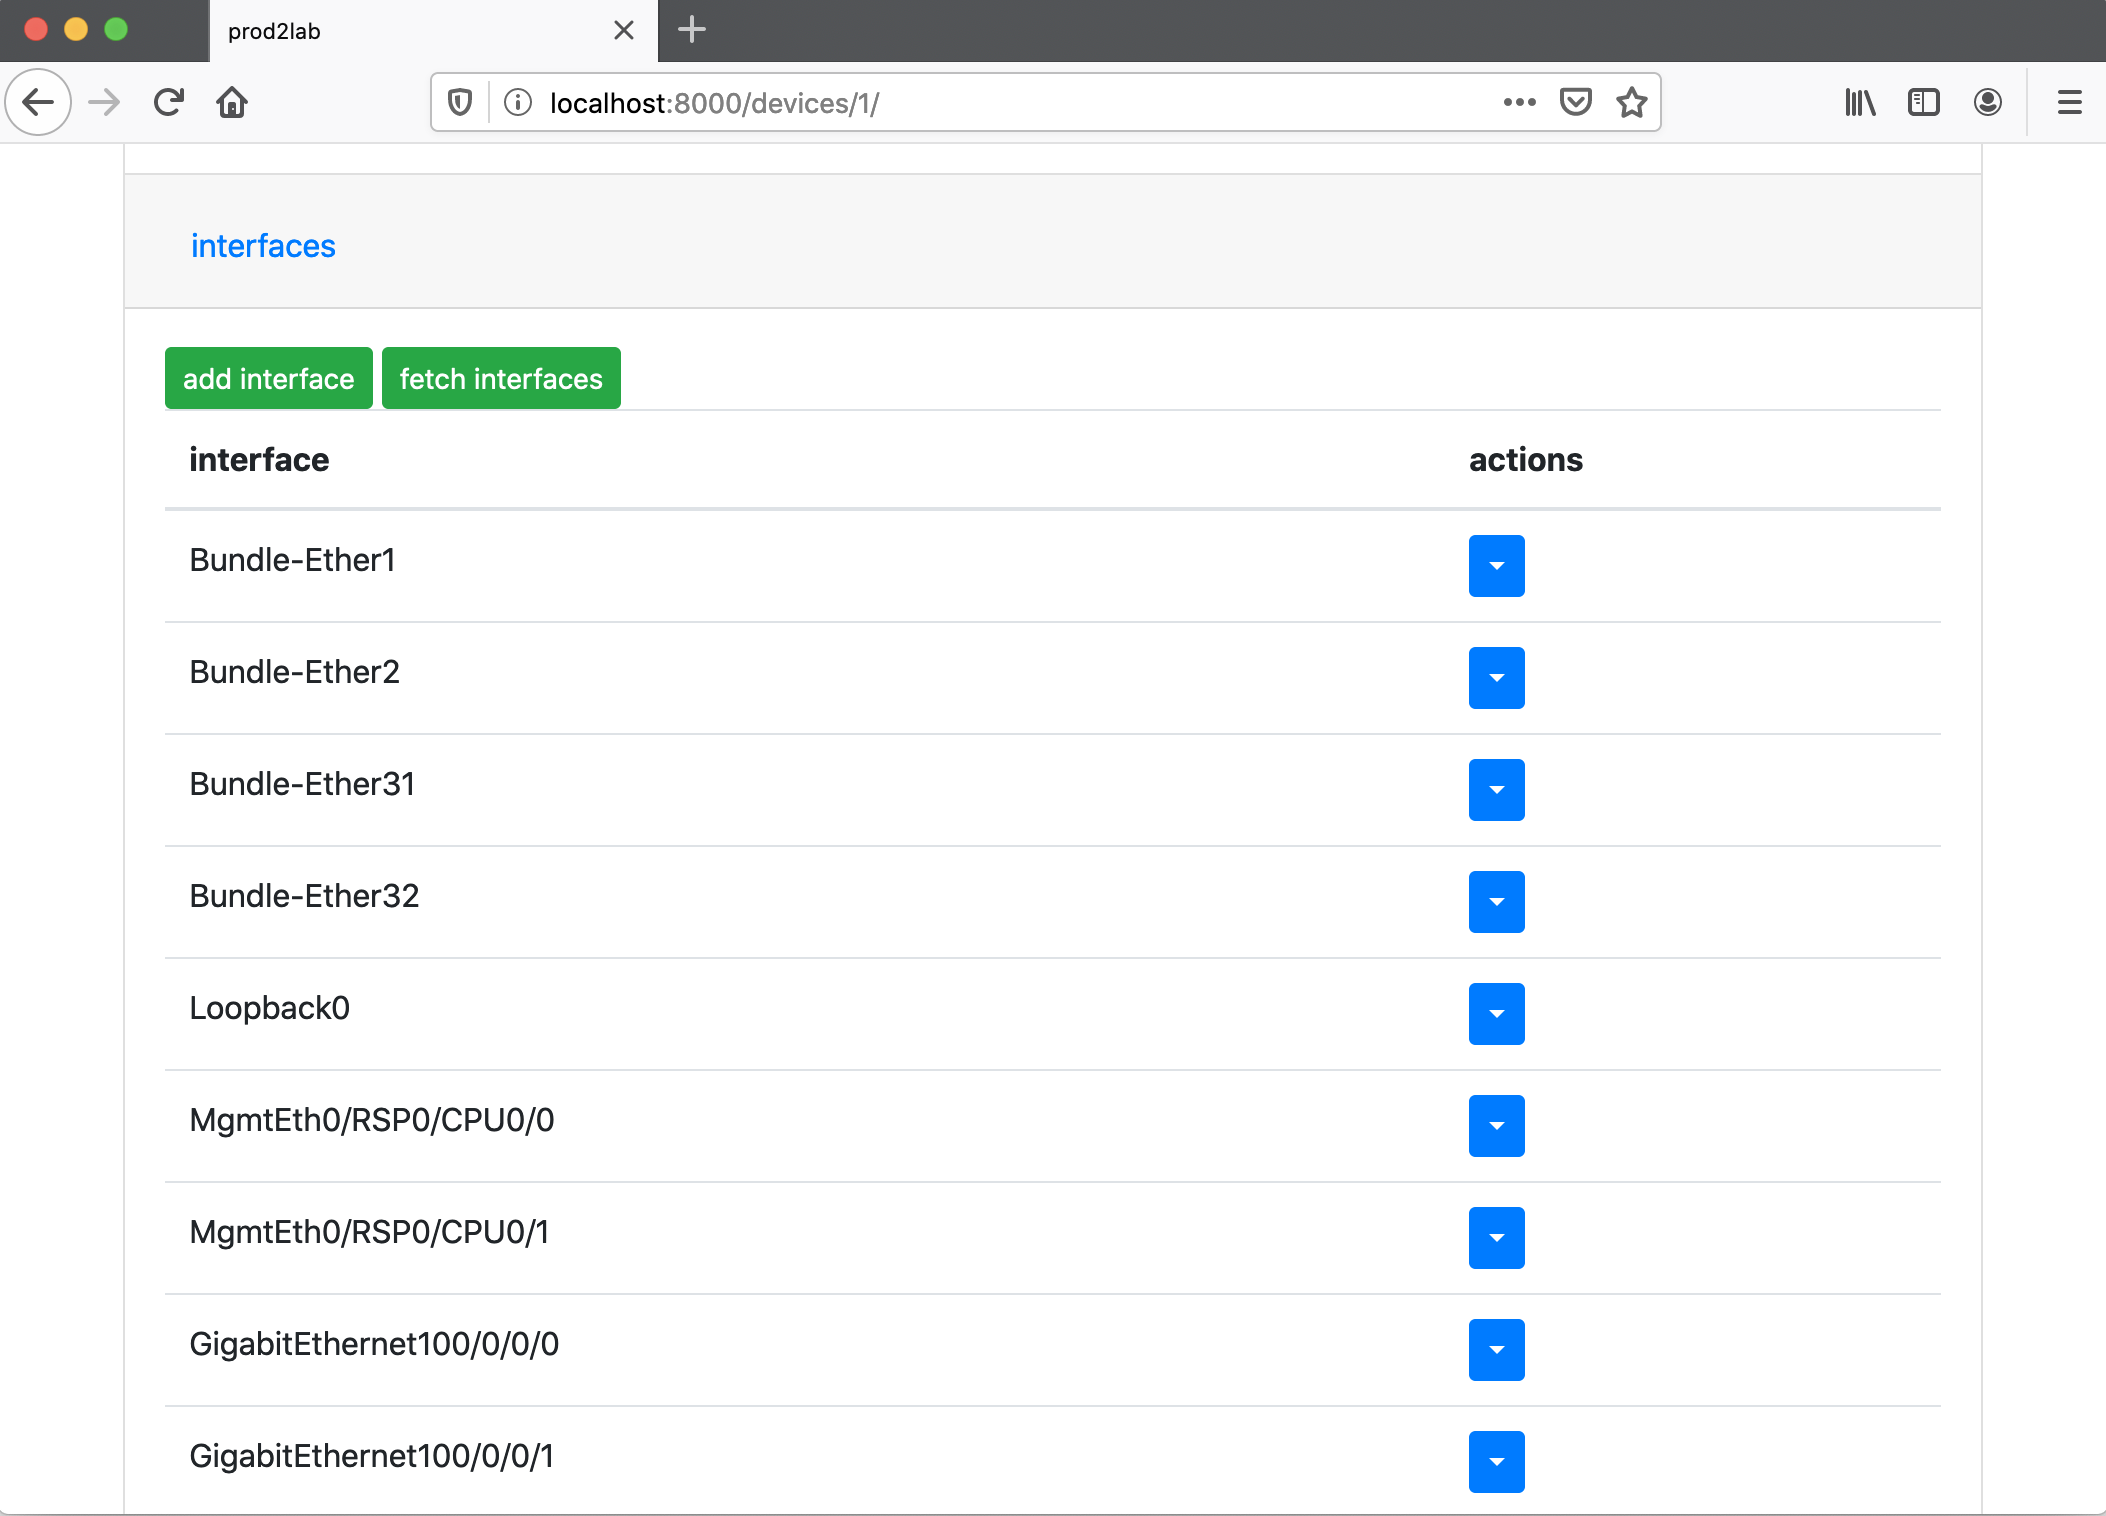 prod2lab
localhost:8000/devices/1/
interfaces
add interface fetch interfaces
interface actions
Bundle-Ether1
Bundle-Ether2
Bundle-Ether31
Bundle-Ether32
Loopback0
MgmtEth0/RSP0/CPU0/0
MgmtEth0/RSP0/CPU0/1
GigabitEthernet100/0/0/0
GigabitEthernet100/0/0/1